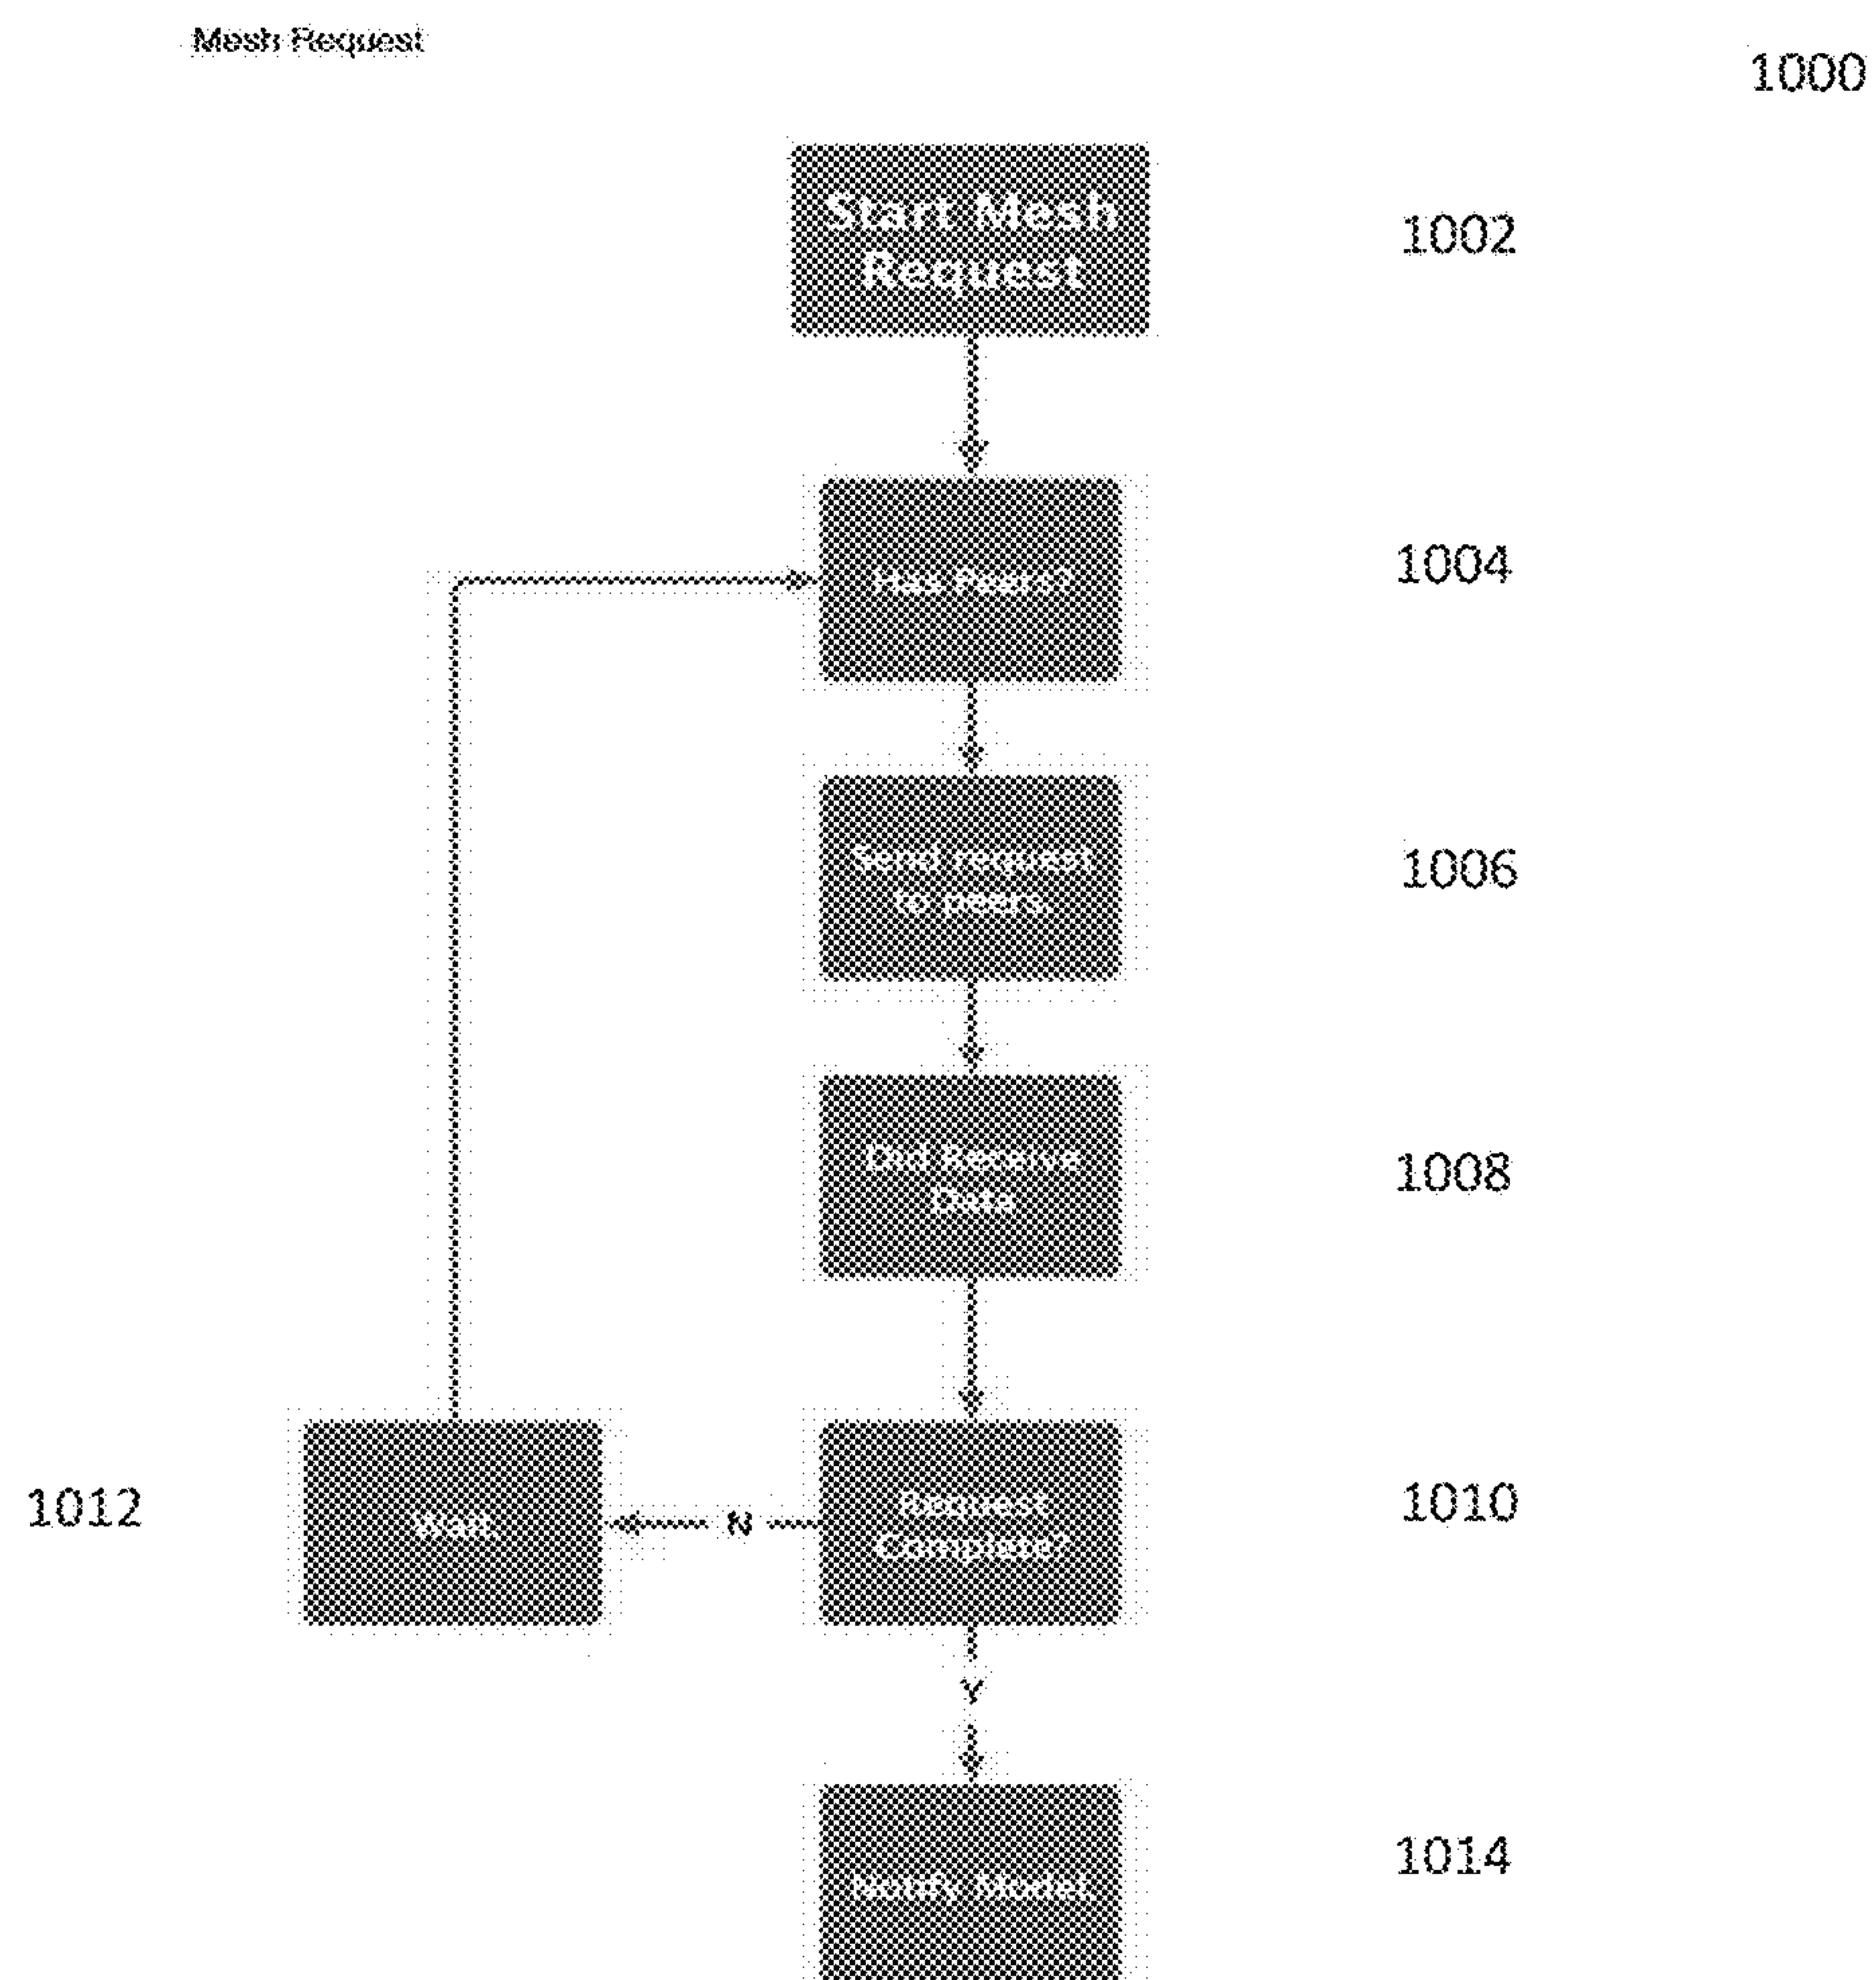 Mesh Request
1000
Start Mesh
Request
1002
Has Peers?
1004
Send request
to peers.
1006
Did Receive
Data
1008
Request
Complete?
1010
N
Wait.
1012
Y
Notify Model
1014